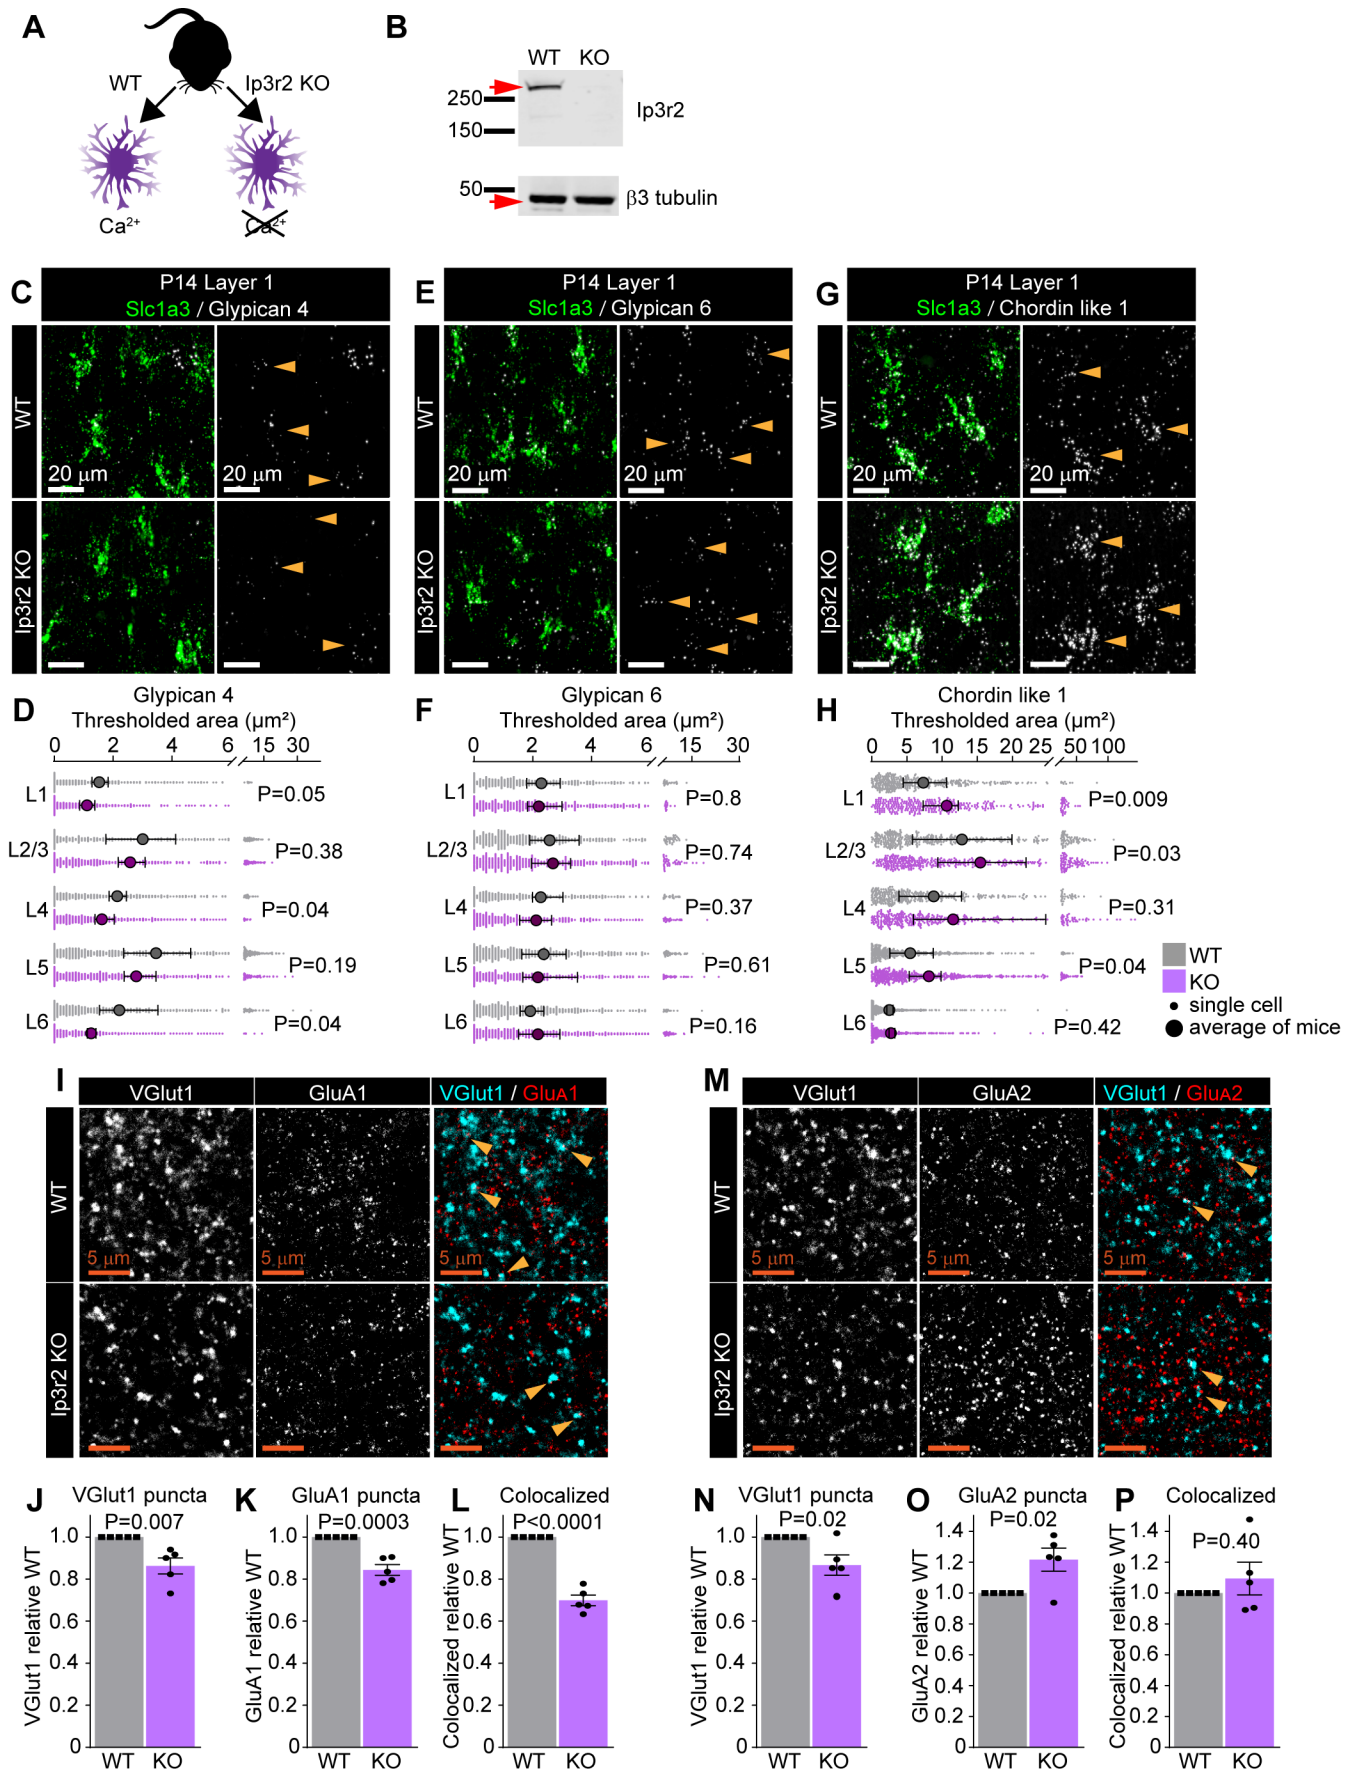 A
WT
Ip3r2 KO
Ca²⁺
Ca²⁺
B
WT KO
250
150
Ip3r2
50
β3 tubulin
C
P14 Layer 1
Slc1a3 / Glypican 4
WT
20 μm
20 μm
Ip3r2 KO
E
P14 Layer 1
Slc1a3 / Glypican 6
WT
20 μm
20 μm
Ip3r2 KO
G
P14 Layer 1
Slc1a3 / Chordin like 1
WT
20 μm
20 μm
Ip3r2 KO
D
Glypican 4
Thresholded area (μm²)
0 2 4 6 15 30
L1 P=0.05
L2/3 P=0.38
L4 P=0.04
L5 P=0.19
L6 P=0.04
F
Glypican 6
Thresholded area (μm²)
0 2 4 6 15 30
L1 P=0.8
L2/3 P=0.74
L4 P=0.37
L5 P=0.61
L6 P=0.16
H
Chordin like 1
Thresholded area (μm²)
0 5 10 15 20 25 50 100
L1 P=0.009
L2/3 P=0.03
L4 P=0.31
L5 P=0.04
L6 P=0.42
WT
KO
single cell
average of mice
I
VGlut1 GluA1 VGlut1 / GluA1
WT
5 μm
5 μm
5 μm
Ip3r2 KO
M
VGlut1 GluA2 VGlut1 / GluA2
WT
5 μm
5 μm
5 μm
Ip3r2 KO
J
VGlut1 puncta
P=0.007
VGlut1 relative WT
1.0
0.8
0.6
0.4
0.2
0
WT KO
K
GluA1 puncta
P=0.0003
GluA1 relative WT
1.0
0.8
0.6
0.4
0.2
0
WT KO
L
Colocalized
P<0.0001
Colocalized relative WT
1.0
0.8
0.6
0.4
0.2
0
WT KO
N
VGlut1 puncta
P=0.02
VGlut1 relative WT
1.0
0.8
0.6
0.4
0.2
0
WT KO
O
GluA2 puncta
P=0.02
GluA2 relative WT
1.4
1.2
1.0
0.8
0.6
0.4
0.2
0
WT KO
P
Colocalized
P=0.40
Colocalized relative WT
1.4
1.2
1.0
0.8
0.6
0.4
0.2
0
WT KO